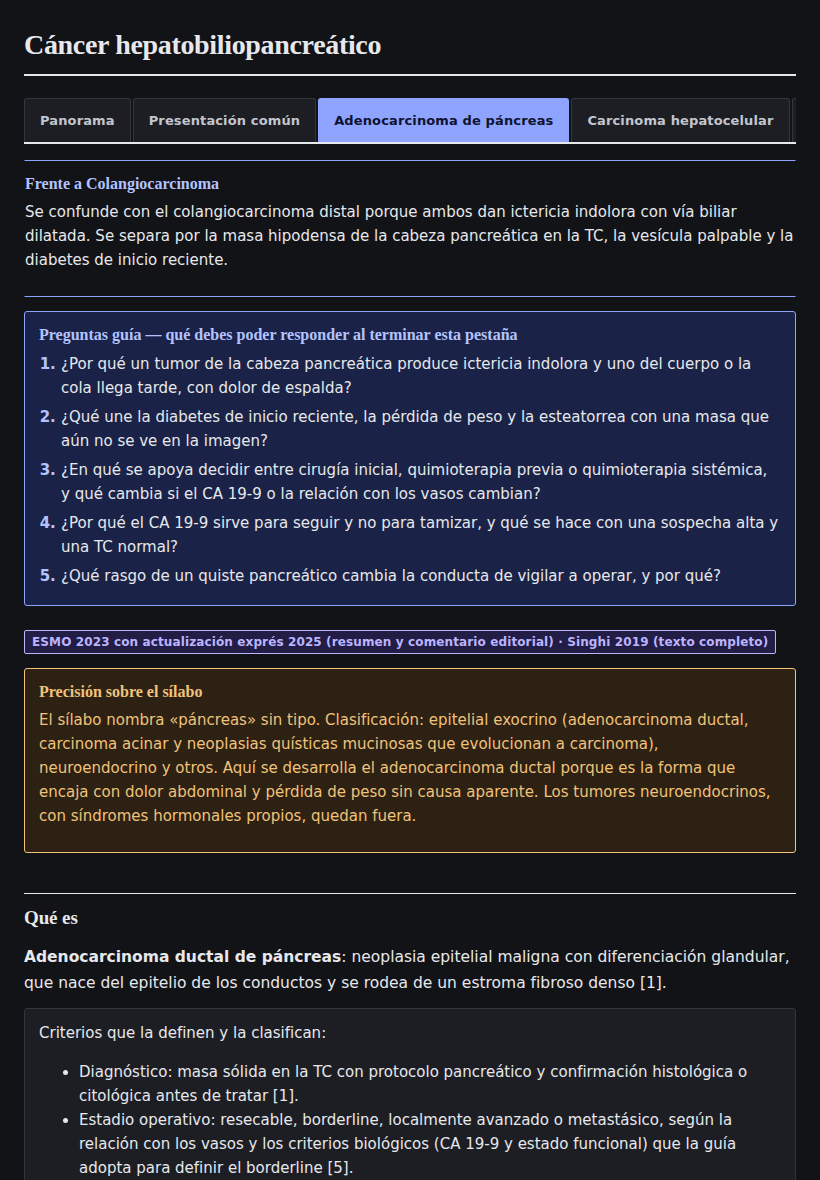 Cáncer hepatobiliopancreático
Panorama
Presentación común
Adenocarcinoma de páncreas
Carcinoma hepatocelular
Frente a Colangiocarcinoma
Se confunde con el colangiocarcinoma distal porque ambos dan ictericia indolora con vía biliar
dilatada. Se separa por la masa hipodensa de la cabeza pancreática en la TC, la vesícula palpable y la
diabetes de inicio reciente.
Preguntas guía — qué debes poder responder al terminar esta pestaña
1. ¿Por qué un tumor de la cabeza pancreática produce ictericia indolora y uno del cuerpo o la
cola llega tarde, con dolor de espalda?
2. ¿Qué une la diabetes de inicio reciente, la pérdida de peso y la esteatorrea con una masa que
aún no se ve en la imagen?
3. ¿En qué se apoya decidir entre cirugía inicial, quimioterapia previa o quimioterapia sistémica,
y qué cambia si el CA 19-9 o la relación con los vasos cambian?
4. ¿Por qué el CA 19-9 sirve para seguir y no para tamizar, y qué se hace con una sospecha alta y
una TC normal?
5. ¿Qué rasgo de un quiste pancreático cambia la conducta de vigilar a operar, y por qué?
ESMO 2023 con actualización exprés 2025 (resumen y comentario editorial) · Singhi 2019 (texto completo)
Precisión sobre el sílabo
El sílabo nombra «páncreas» sin tipo. Clasificación: epitelial exocrino (adenocarcinoma ductal,
carcinoma acinar y neoplasias quísticas mucinosas que evolucionan a carcinoma),
neuroendocrino y otros. Aquí se desarrolla el adenocarcinoma ductal porque es la forma que
encaja con dolor abdominal y pérdida de peso sin causa aparente. Los tumores neuroendocrinos,
con síndromes hormonales propios, quedan fuera.
Qué es
Adenocarcinoma ductal de páncreas: neoplasia epitelial maligna con diferenciación glandular,
que nace del epitelio de los conductos y se rodea de un estroma fibroso denso [1].
Criterios que la definen y la clasifican:
• Diagnóstico: masa sólida en la TC con protocolo pancreático y confirmación histológica o
citológica antes de tratar [1].
• Estadio operativo: resecable, borderline, localmente avanzado o metastásico, según la
relación con los vasos y los criterios biológicos (CA 19-9 y estado funcional) que la guía
adopta para definir el borderline [5].